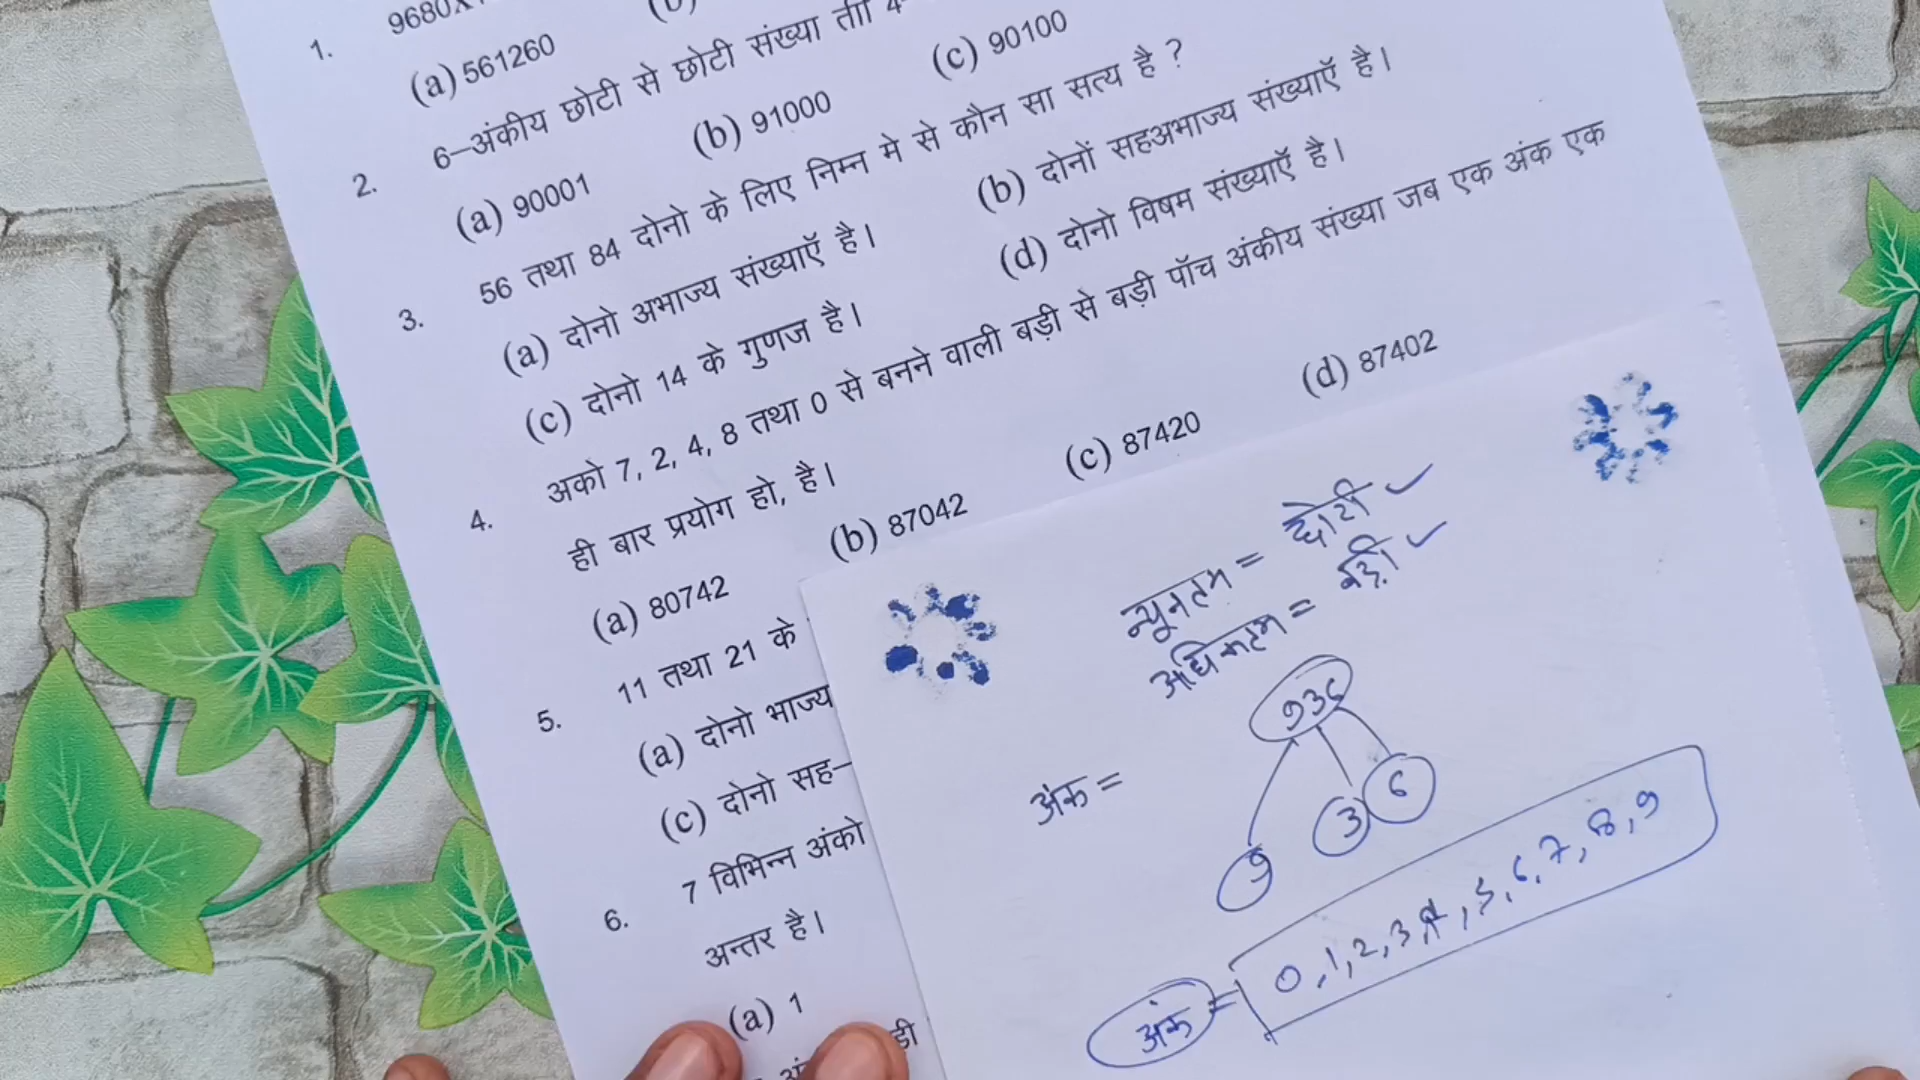 1. 9680
(a) 561260
2. 6–अंकीय छोटी से छोटी संख्या
(a) 90001 (b) 91000 (c) 90100
3. 56 तथा 84 दोनो के लिए निम्न मे से कौन सा सत्य है ?
(a) दोनो अभाज्य संख्याऍ है। (b) दोनों सहअभाज्य संख्याऍ है।
(c) दोनो 14 के गुणज है। (d) दोनो विषम संख्याऍ है।
4. अको 7, 2, 4, 8 तथा 0 से बनने वाली बड़ी से बड़ी पॉच अंकीय संख्या जब एक अंक एक
ही बार प्रयोग हो, है।
(a) 80742 (b) 87042 (c) 87420 (d) 87402
5. 11 तथा 21 के
(a) दोनो भाज्य
(c) दोनो सह–
6. 7 विभिन्न अंको
अन्तर है।
(a) 1
न्यूनतम = छोटी ✓
अधिकतम = बड़ी ✓
936
अंक =
9 3 6
अंक = 0, 1, 2, 3, 4, 5, 6, 7, 8, 9